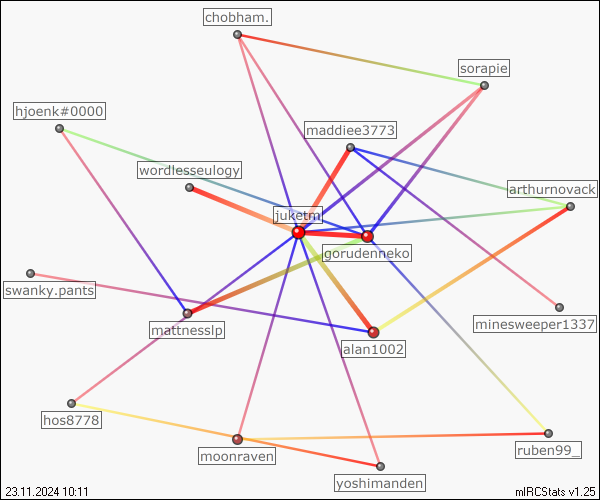 chobham.
sorapie
hjoenk#0000
maddiee3773
wordlesseulogy
arthurnovack
juketm
gorudenneko
swanky.pants
minesweeper1337
mattnesslp
alan1002
hos8778
moonraven
ruben99_
yoshimanden
23.11.2024 10:11
mIRCStats v1.25